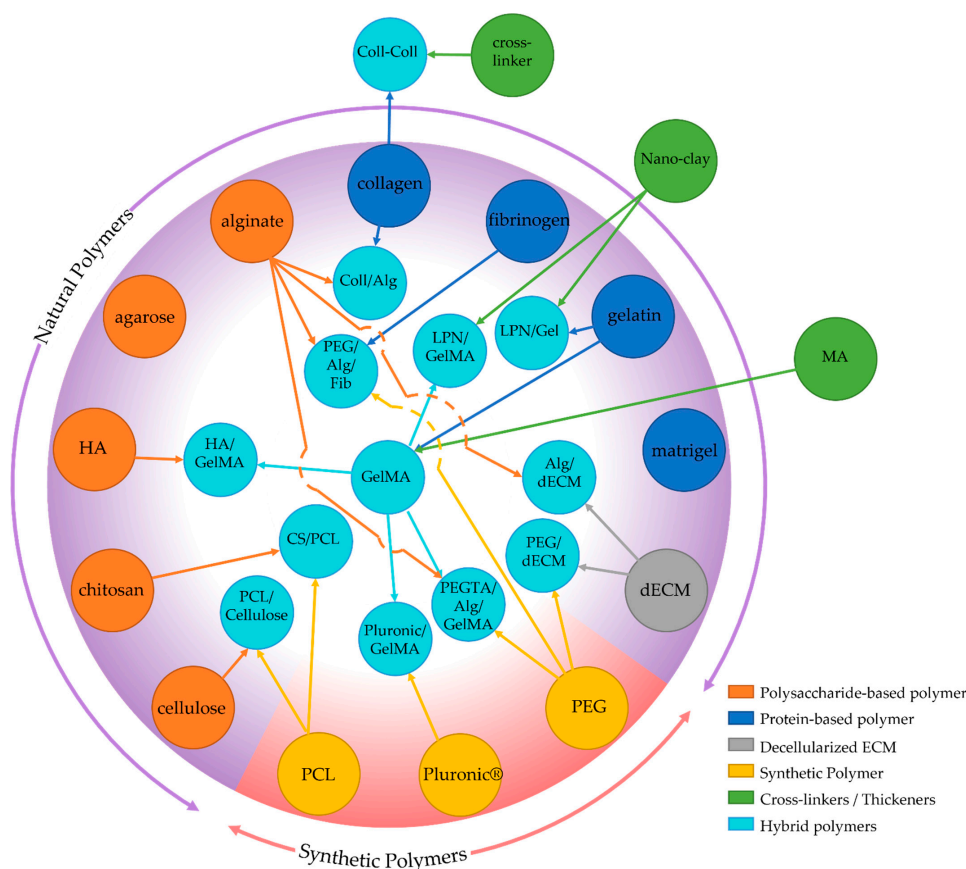 Coll-Coll
cross-
linker
Nano-clay
collagen
alginate
fibrinogen
Natural Polymers
Coll/Alg
agarose
PEG/
Alg/
Fib
LPN/
GelMA
LPN/Gel
gelatin
MA
HA
HA/
GelMA
GelMA
Alg/
dECM
matrigel
CS/PCL
PEG/
dECM
chitosan
PCL/
Cellulose
PEGTA/
Alg/
GelMA
dECM
Pluronic/
GelMA
cellulose
PEG
PCL
Pluronic®
Synthetic Polymers
Polysaccharide-based polymer
Protein-based polymer
Decellularized ECM
Synthetic Polymer
Cross-linkers / Thickeners
Hybrid polymers